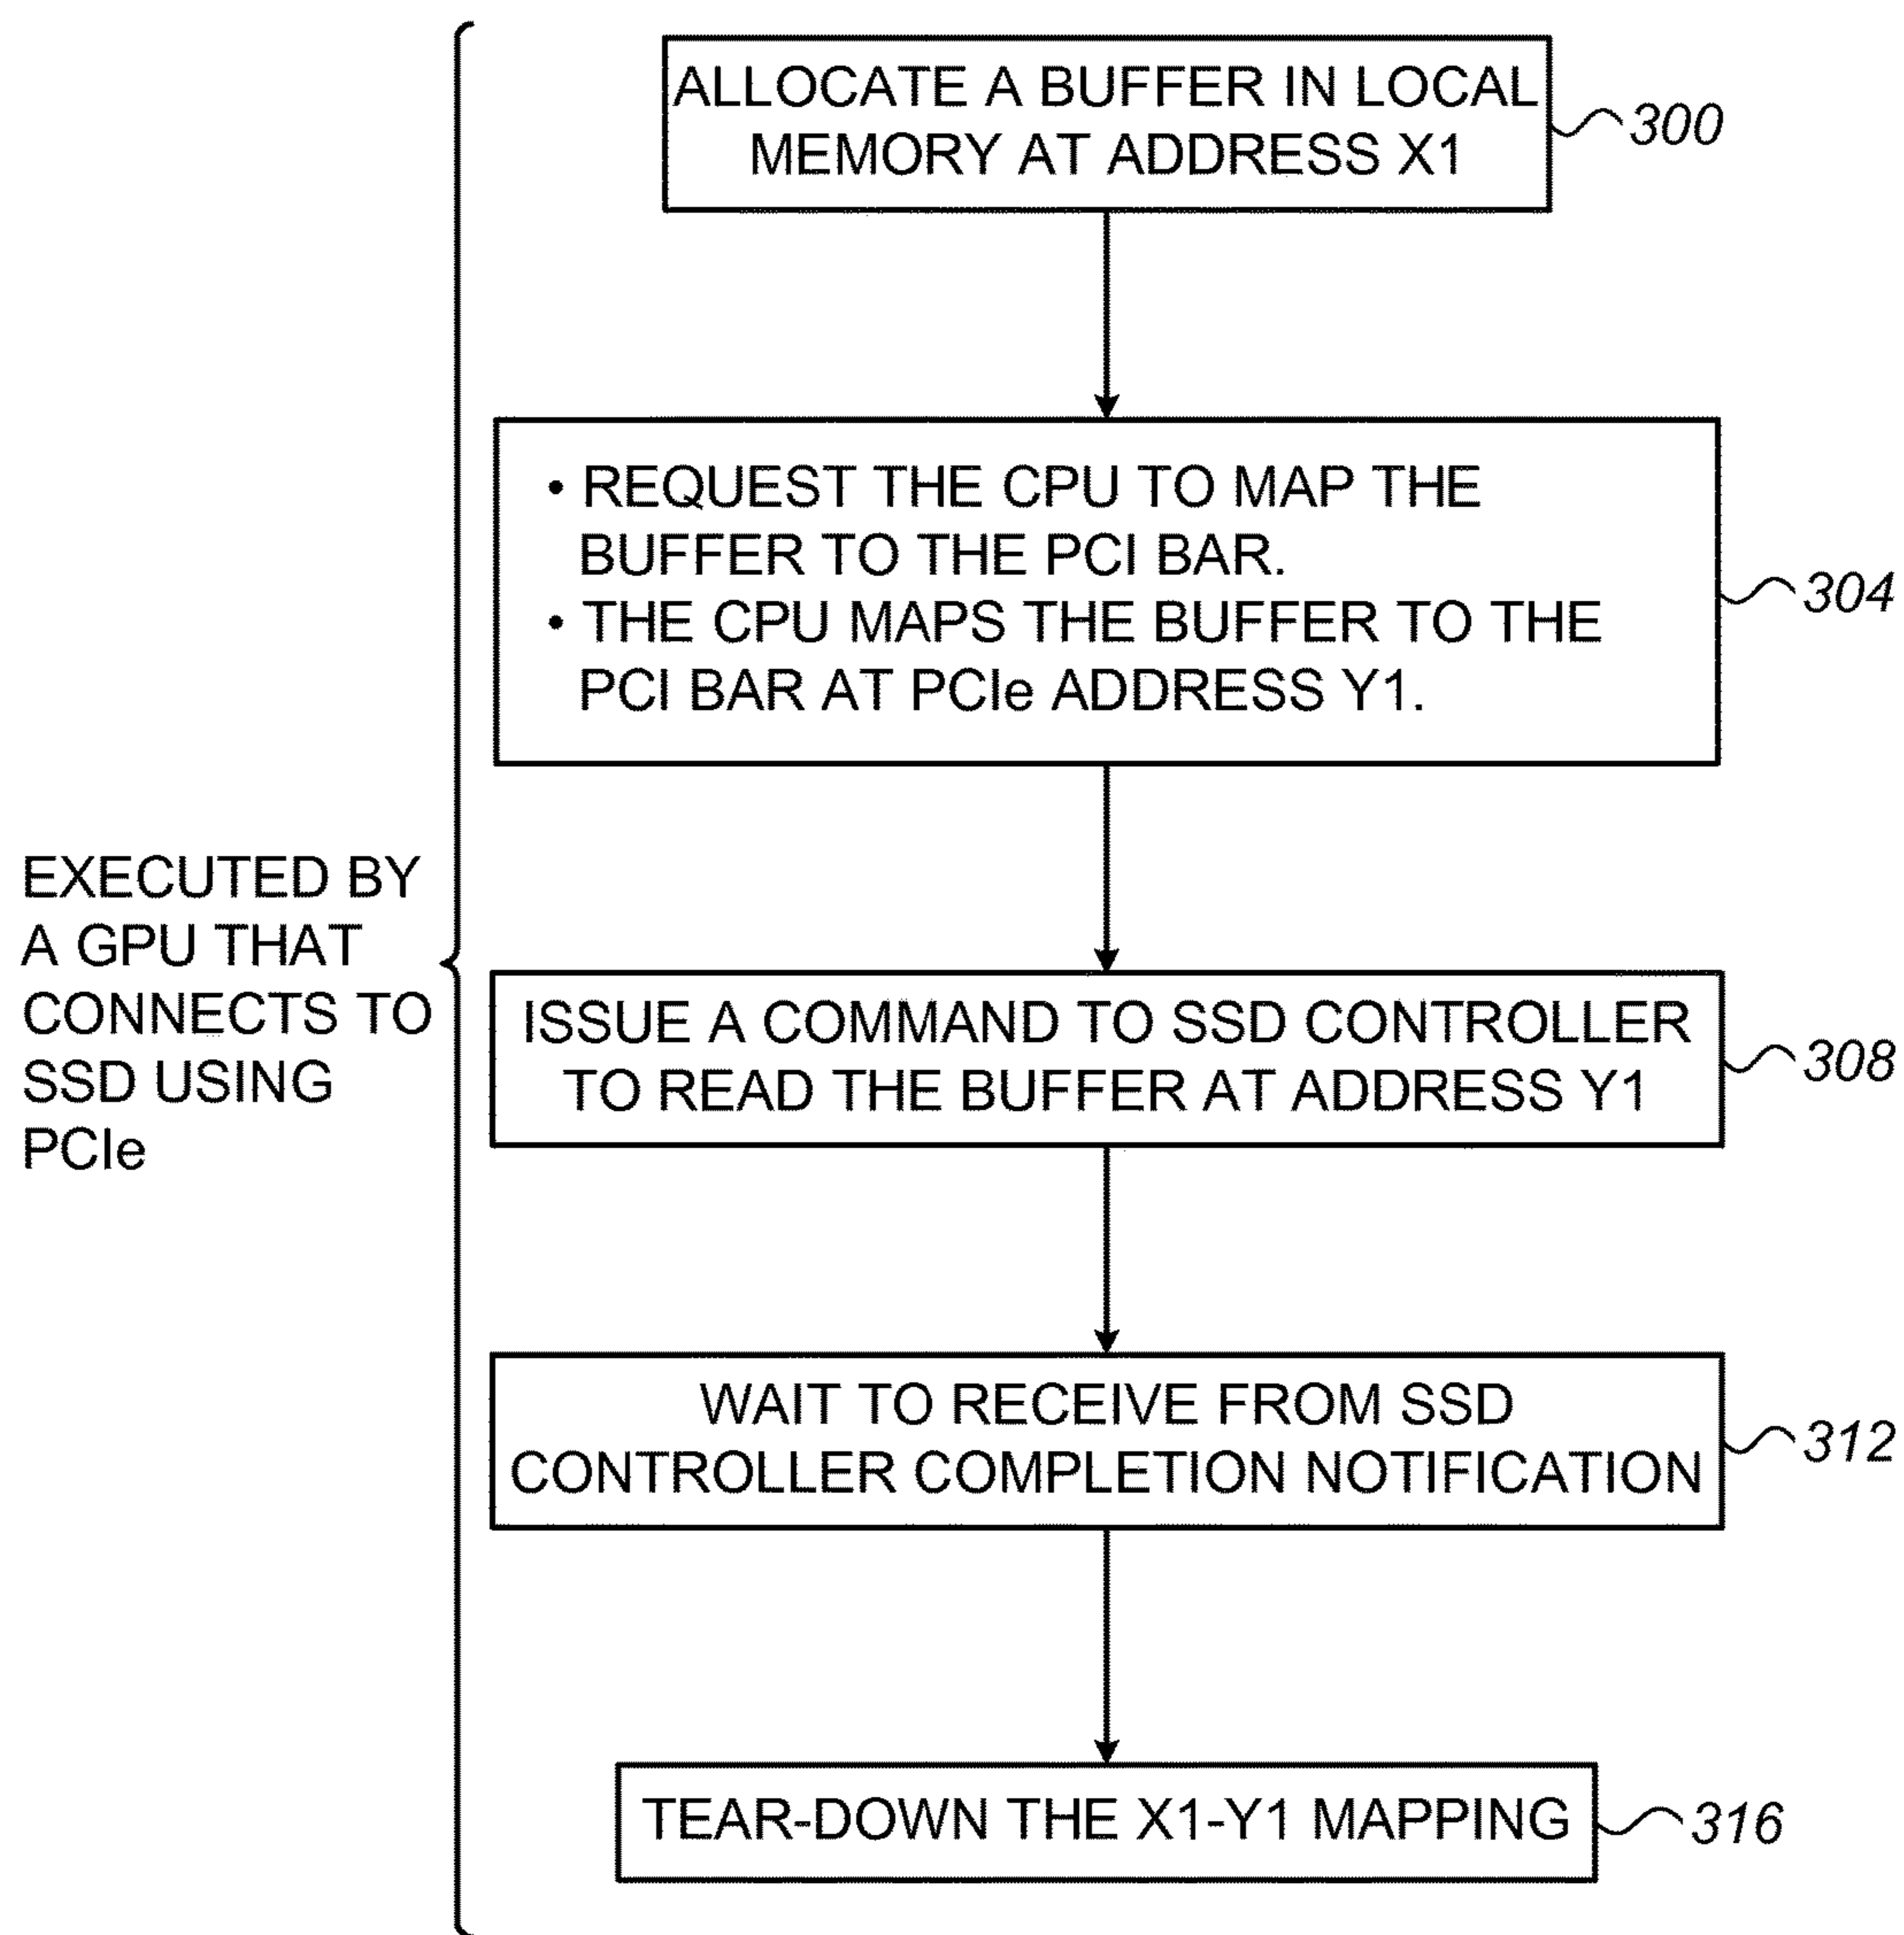 ALLOCATE A BUFFER IN LOCAL
MEMORY AT ADDRESS X1
300
• REQUEST THE CPU TO MAP THE
BUFFER TO THE PCI BAR.
• THE CPU MAPS THE BUFFER TO THE
PCI BAR AT PCIe ADDRESS Y1.
304
EXECUTED BY
A GPU THAT
CONNECTS TO
SSD USING
PCIe
ISSUE A COMMAND TO SSD CONTROLLER
TO READ THE BUFFER AT ADDRESS Y1
308
WAIT TO RECEIVE FROM SSD
CONTROLLER COMPLETION NOTIFICATION
312
TEAR-DOWN THE X1-Y1 MAPPING
316